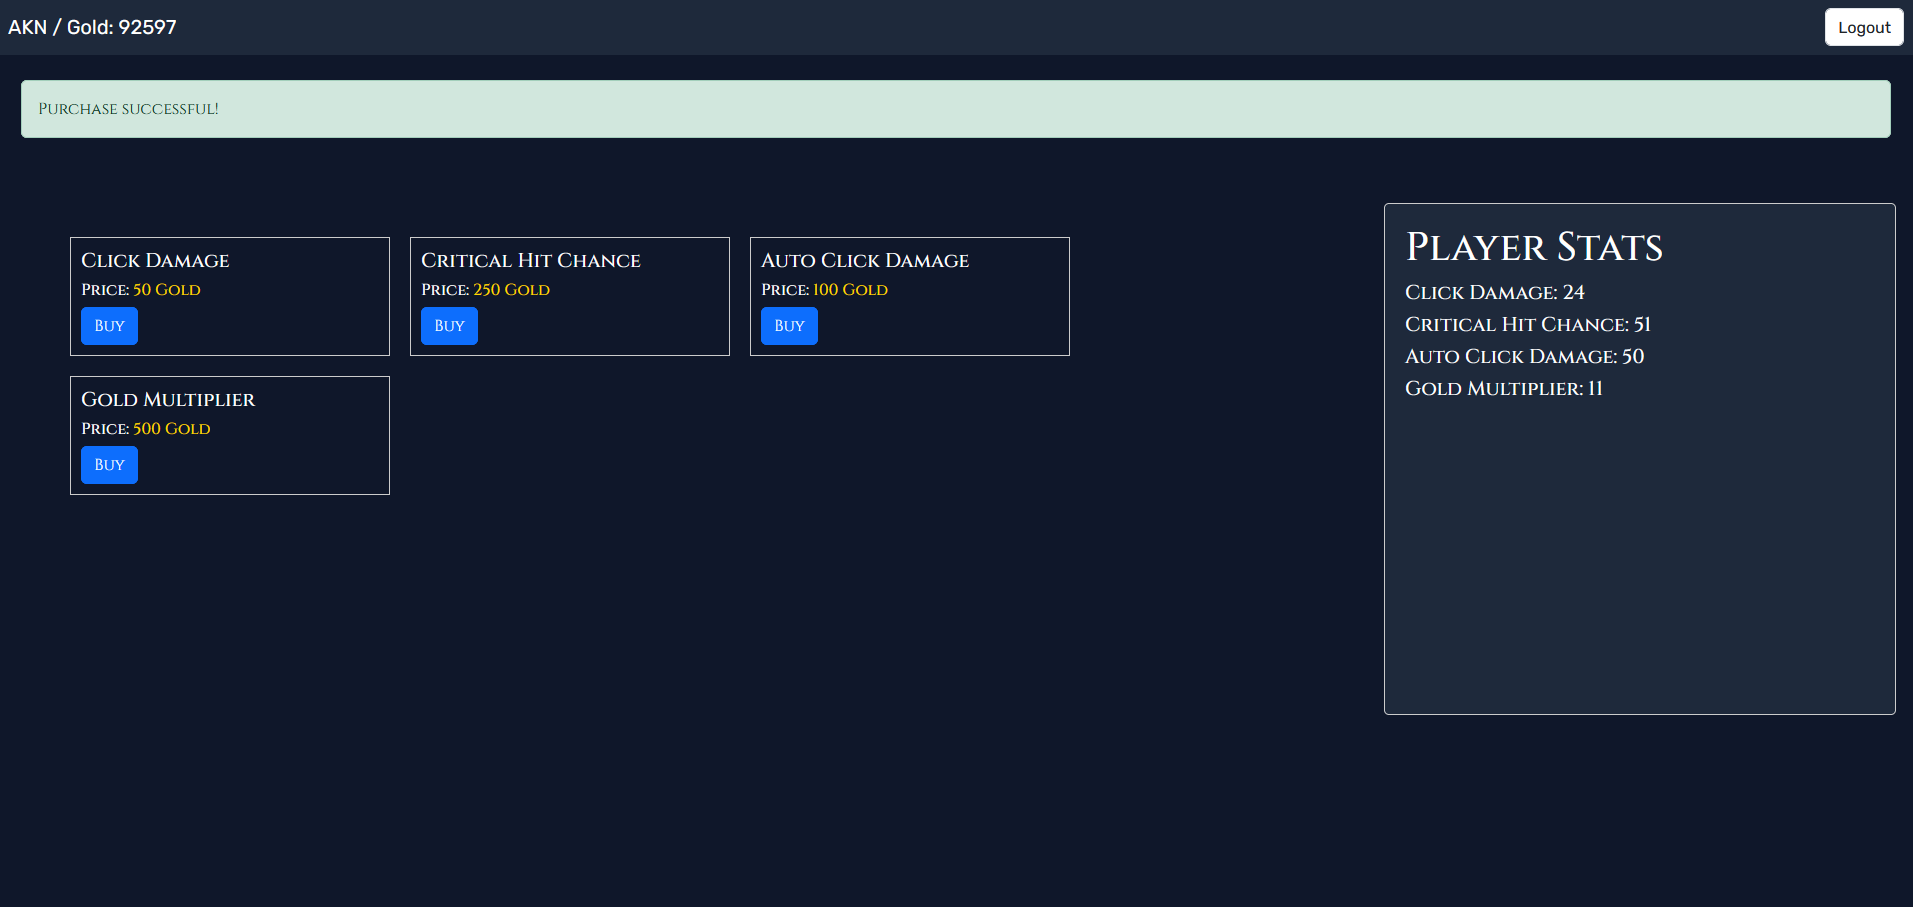 AKN / Gold: 92597
Logout
Purchase successful!
Click Damage
Price: 50 Gold
Buy
Critical Hit Chance
Price: 250 Gold
Buy
Auto Click Damage
Price: 100 Gold
Buy
Gold Multiplier
Price: 500 Gold
Buy
Player Stats
Click Damage: 24
Critical Hit Chance: 51
Auto Click Damage: 50
Gold Multiplier: 11